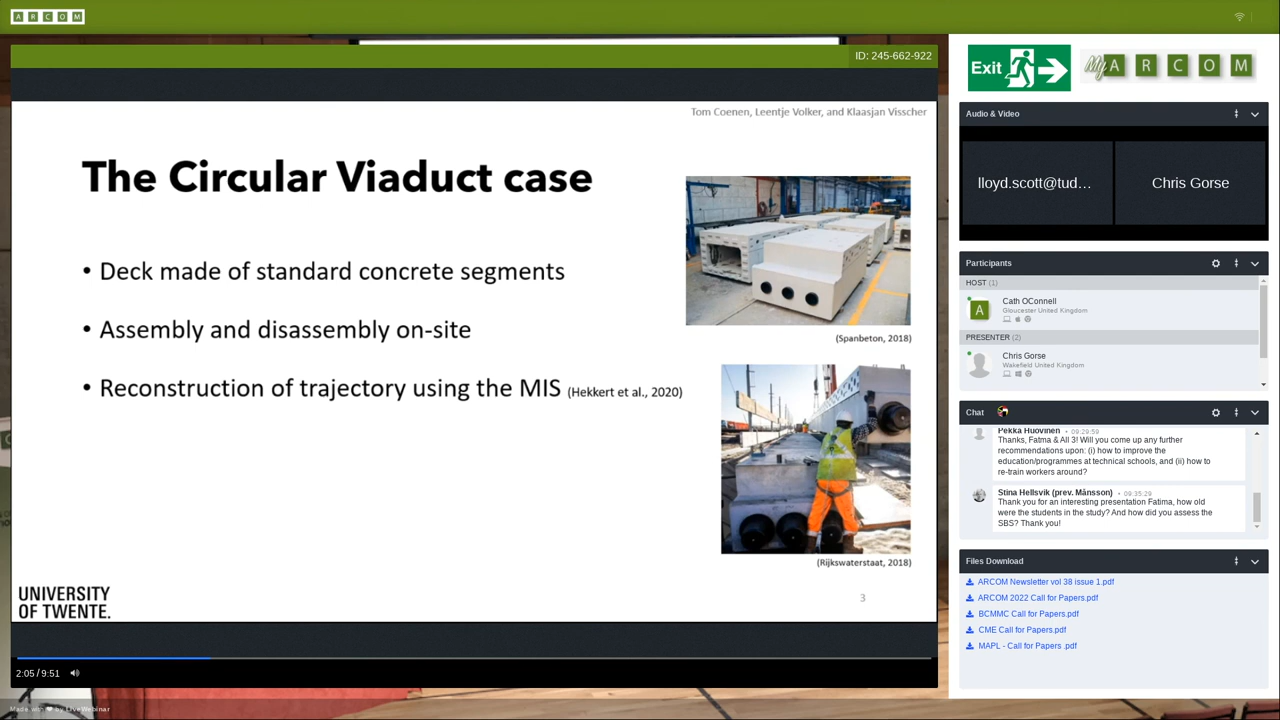 A R C O M
ID: 245-662-922
Tom Coenen, Leentje Volker, and Klaasjan Visscher
The Circular Viaduct case
• Deck made of standard concrete segments
• Assembly and disassembly on-site
• Reconstruction of trajectory using the MIS (Hekkert et al., 2020)
(Spanbeton, 2018)
(Rijkswaterstaat, 2018)
UNIVERSITY
OF TWENTE.
3
2:05 / 9:51
Made with ❤ by LiveWebinar
Exit
My A R C O M
Audio & Video
lloyd.scott@tud...
Chris Gorse
Participants
HOST (1)
A
Cath OConnell
Gloucester United Kingdom
PRESENTER (2)
Chris Gorse
Wakefield United Kingdom
Chat
Pekka Huovinen • 09:29:59
Thanks, Fatma & All 3! Will you come up any further
recommendations upon: (i) how to improve the
education/programmes at technical schools, and (ii) how to
re-train workers around?
Stina Hellsvik (prev. Månsson) • 09:35:29
Thank you for an interesting presentation Fatima, how old
were the students in the study? And how did you assess the
SBS? Thank you!
Files Download
ARCOM Newsletter vol 38 issue 1.pdf
ARCOM 2022 Call for Papers.pdf
BCMMC Call for Papers.pdf
CME Call for Papers.pdf
MAPL - Call for Papers .pdf